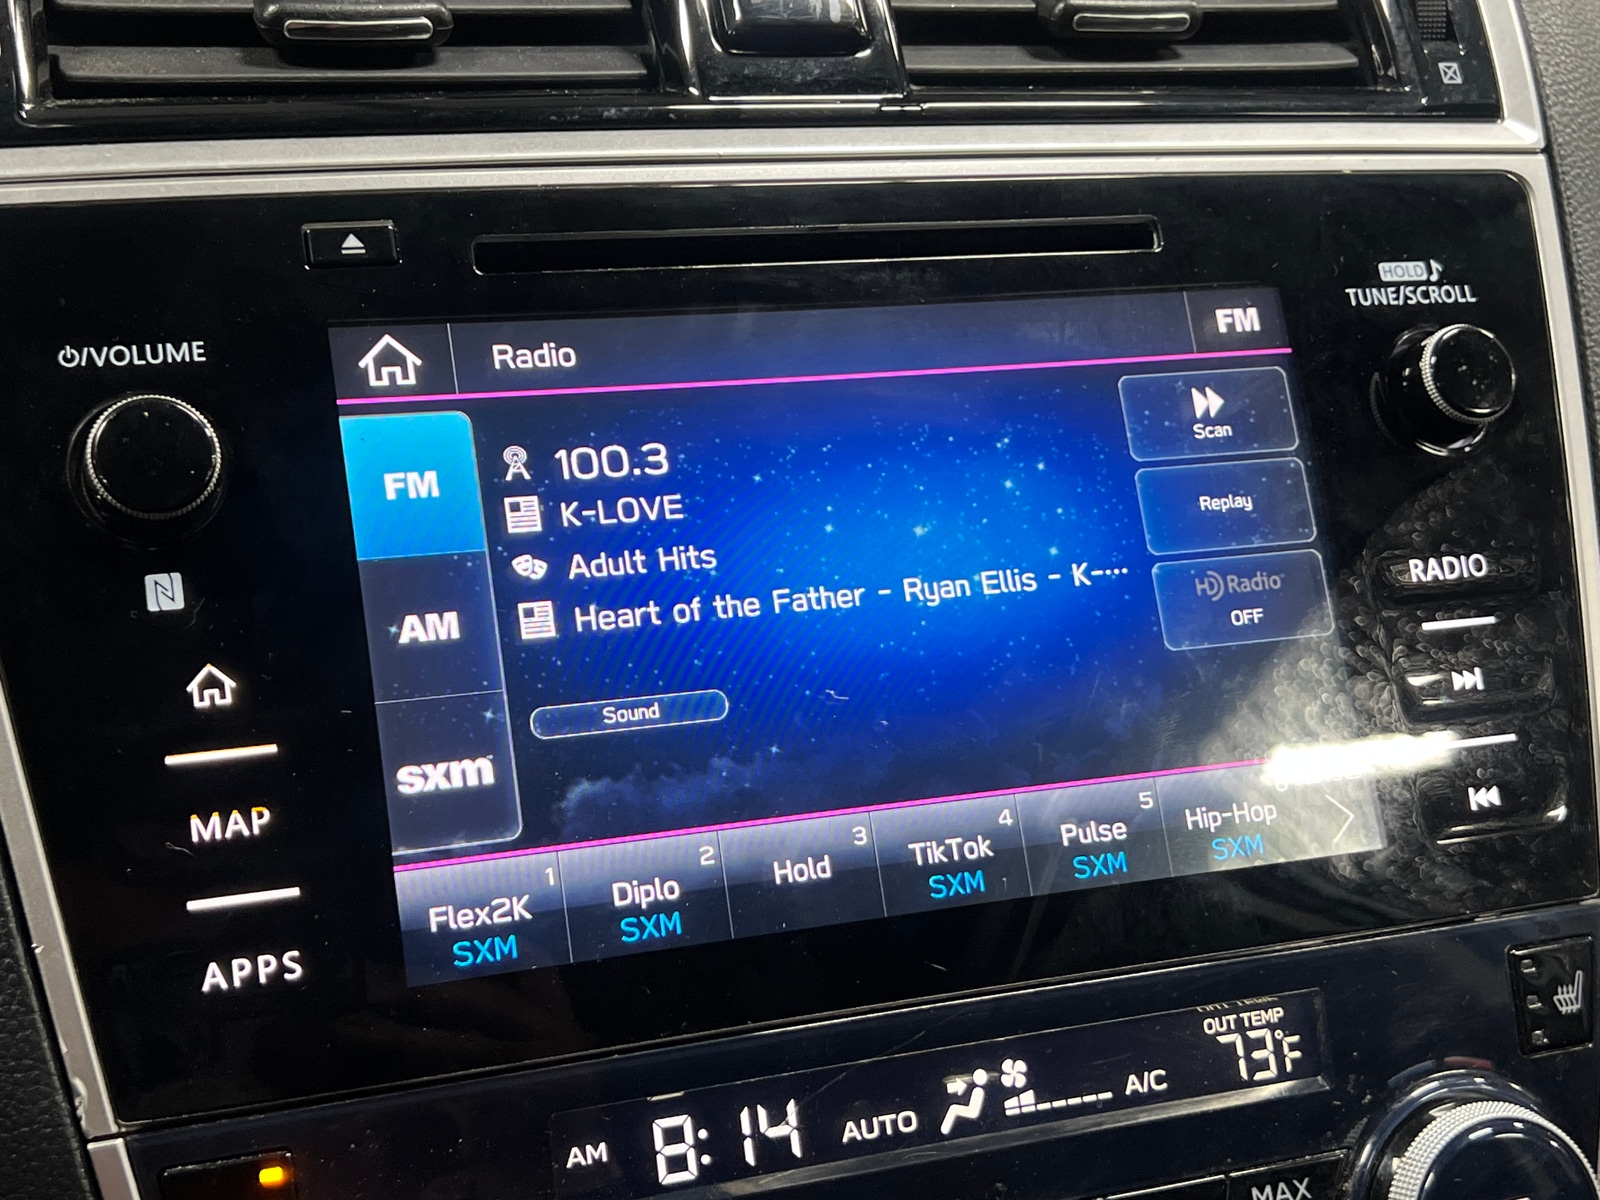 HOLD
TUNE/SCROLL
/VOLUME
Radio
FM
FM
AM
sxm
100.3
K-LOVE
Adult Hits
Heart of the Father - Ryan Ellis - K-...
Scan
Replay
HD Radio
OFF
Sound
1
Flex2K
SXM
2
Diplo
SXM
3
Hold
4
TikTok
SXM
5
Pulse
SXM
Hip-Hop
SXM
MAP
APPS
RADIO
AM 8:14 AUTO A/C
OUT TEMP
73°F
MAX